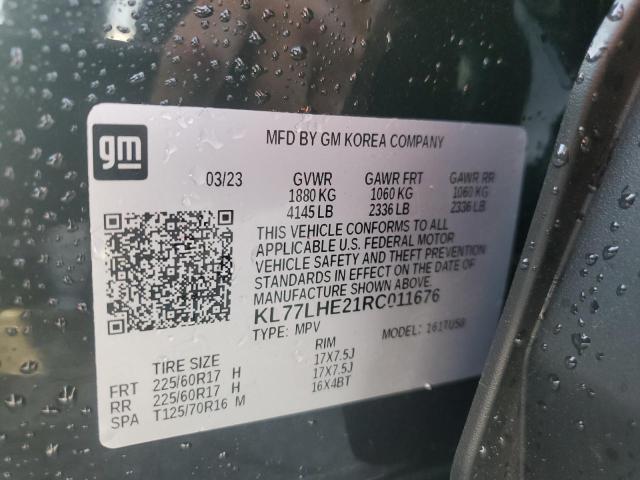 gm
MFD BY GM KOREA COMPANY
03/23 GVWR GAWR FRT GAWR RR
1880 KG 1060 KG 1060 KG
4145 LB 2336 LB 2336 LB
THIS VEHICLE CONFORMS TO ALL
APPLICABLE U.S. FEDERAL MOTOR
VEHICLE SAFETY AND THEFT PREVENTION
STANDARDS IN EFFECT ON THE DATE OF
MANUFACTURE SHOWN ABOVE.
KL77LHE21RC011676
TYPE: MPV MODEL: 161TUSB
TIRE SIZE RIM
FRT 225/60R17 H 17X7.5J
RR 225/60R17 H 17X7.5J
SPA T125/70R16 M 16X4BT